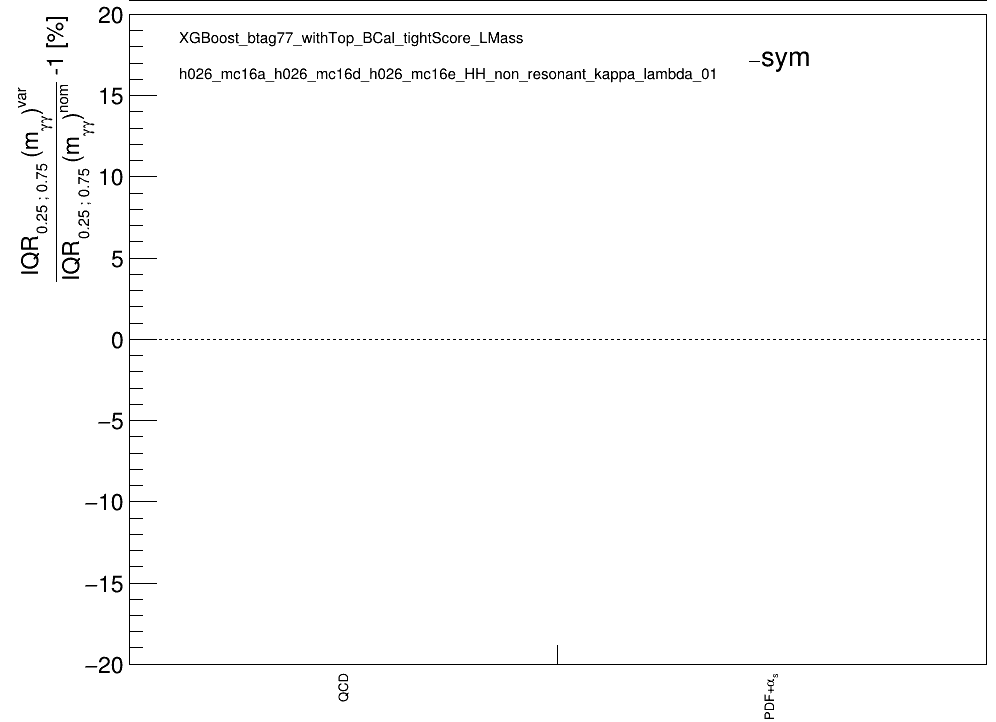 20
XGBoost_btag77_withTop_BCal_tightScore_LMass
h026_mc16a_h026_mc16d_h026_mc16e_HH_non_resonant_kappa_lambda_01
sym
IQR0.25 ; 0.75 (mγγ)var
IQR0.25 ; 0.75 (mγγ)nom -1 [%]
15
10
5
0
−5
−10
−15
−20
QCD
PDF+αs